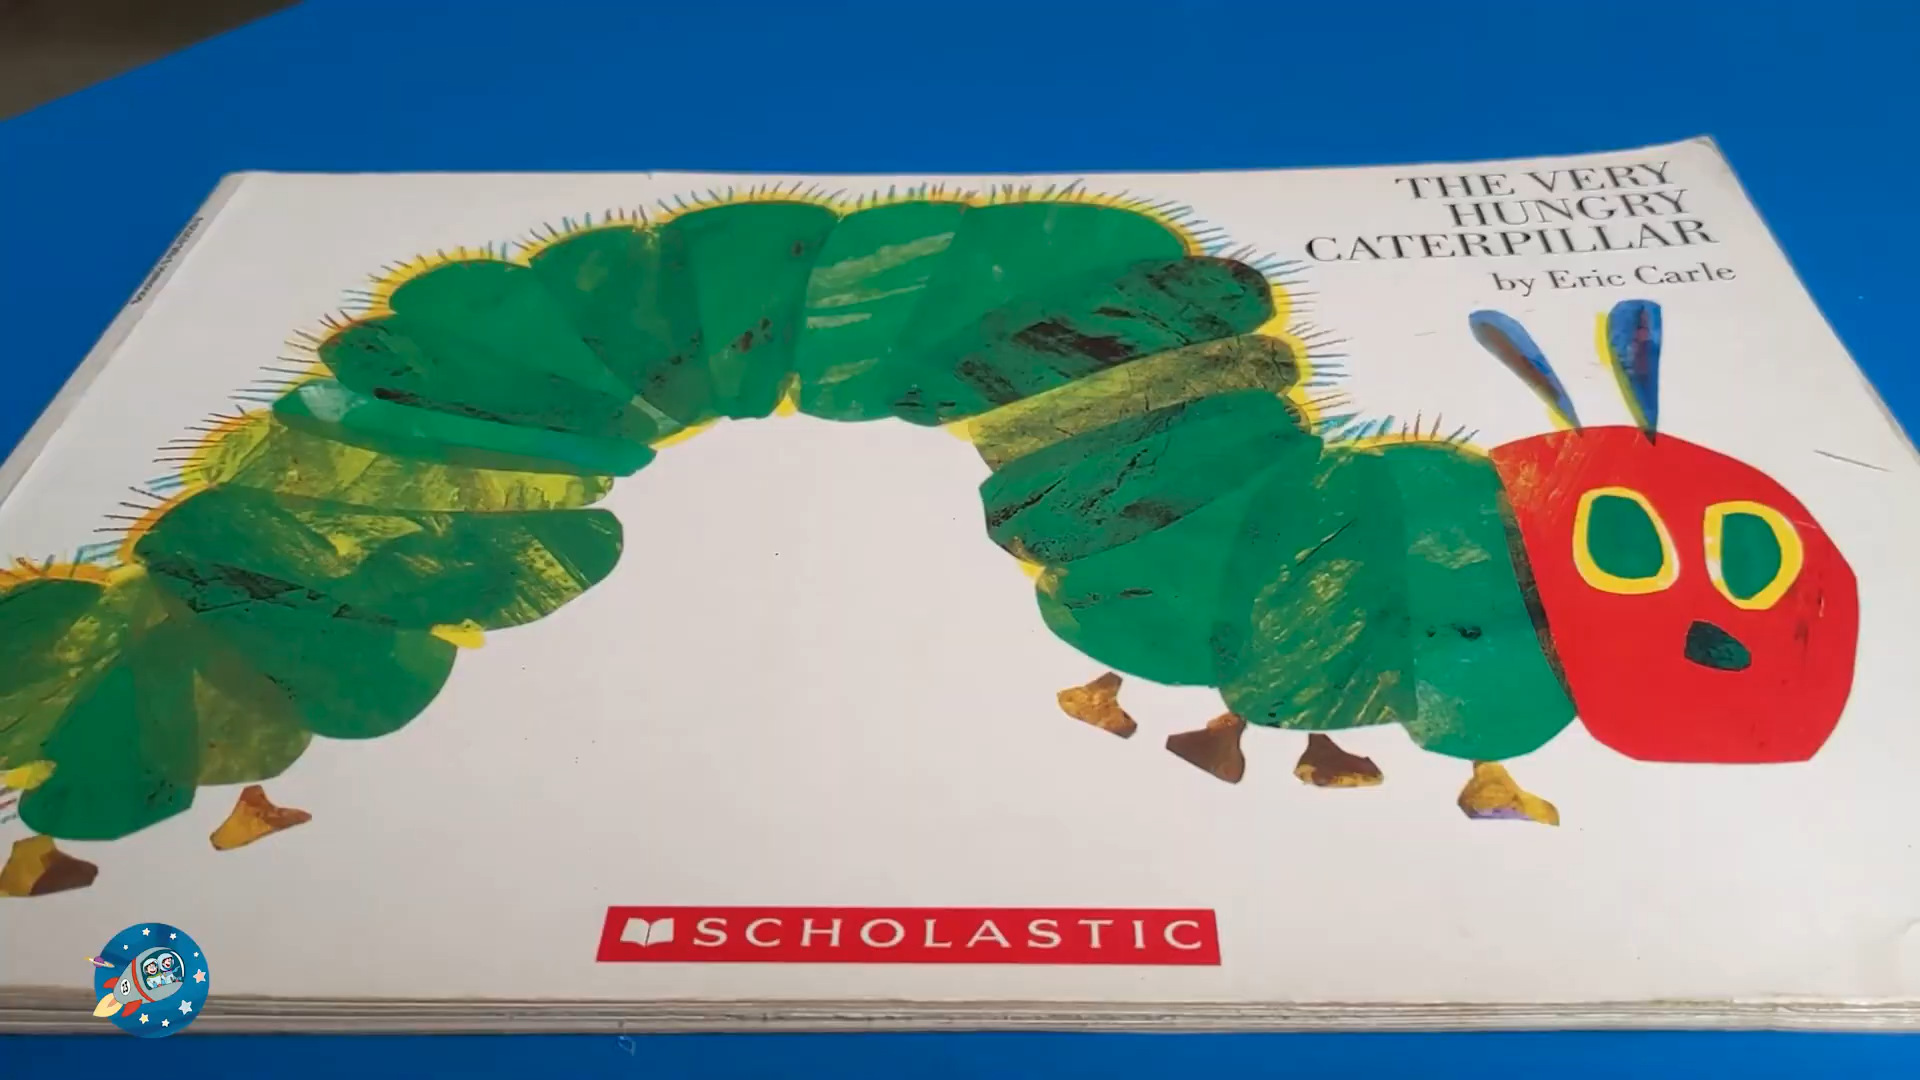 THE VERY
HUNGRY
CATERPILLAR
by Eric Carle
SCHOLASTIC